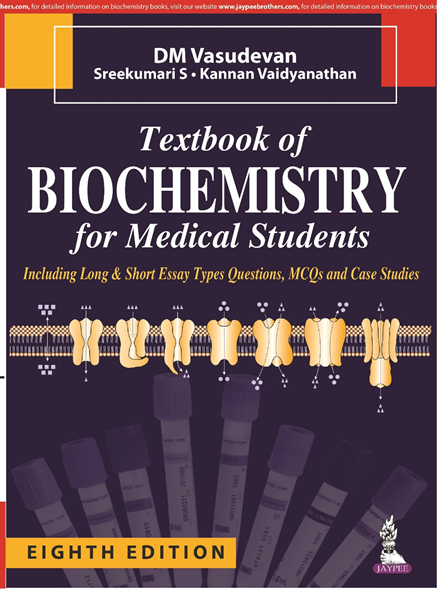 hers.com, for detailed information on biochemistry books, visit our website www.jaypeebrothers.com, for detailed information on biochemistry books
DM Vasudevan
Sreekumari S • Kannan Vaidyanathan
Textbook of
BIOCHEMISTRY
for Medical Students
Including Long & Short Essay Types Questions, MCQs and Case Studies
EIGHTH EDITION
JAYPEE